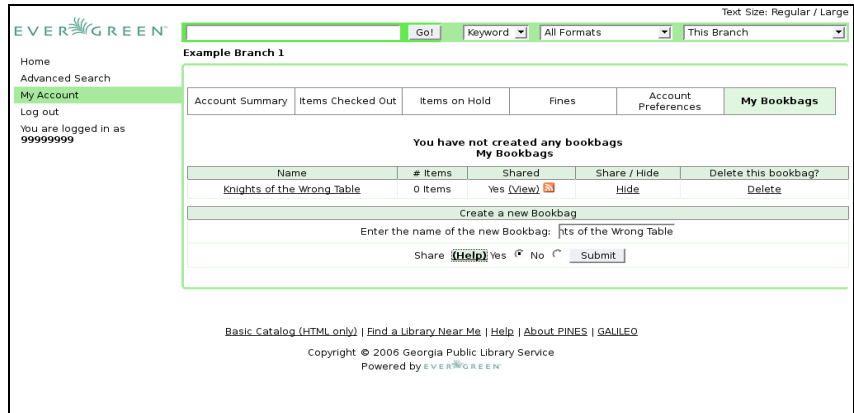 Text Size: Regular / Large
EVERGREEN
Go! Keyword All Formats This Branch
Example Branch 1
Home
Advanced Search
My Account
Log out
You are logged in as
99999999
Account Summary Items Checked Out Items on Hold Fines Account Preferences My Bookbags
You have not created any bookbags
My Bookbags
Name # Items Shared Share / Hide Delete this bookbag?
Knights of the Wrong Table 0 Items Yes (View) Hide Delete
Create a new Bookbag
Enter the name of the new Bookbag: hts of the Wrong Table
Share (Help) Yes No Submit
Basic Catalog (HTML only) | Find a Library Near Me | Help | About PINES | GALILEO
Copyright © 2006 Georgia Public Library Service
Powered by EVERGREEN